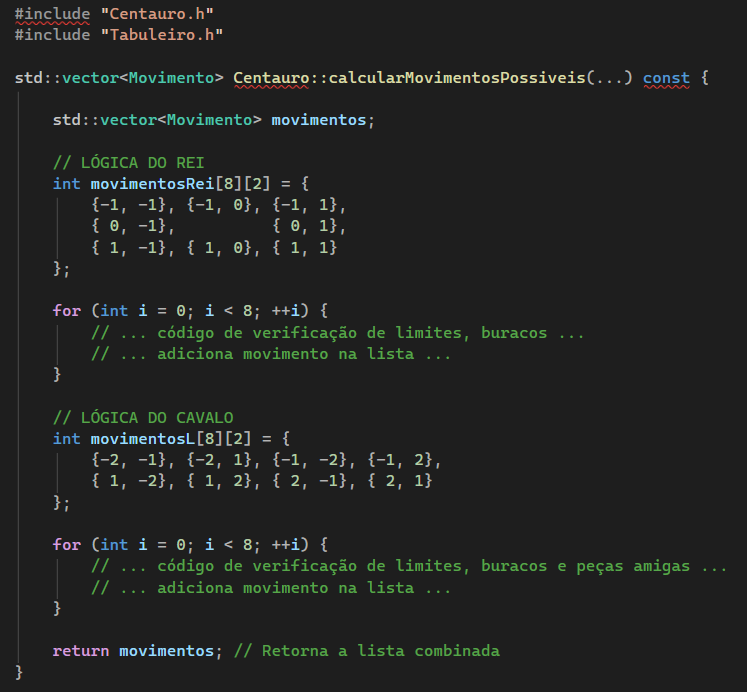 #include "Centauro.h"
#include "Tabuleiro.h"

std::vector<Movimento> Centauro::calcularMovimentosPossiveis(...) const {

    std::vector<Movimento> movimentos;

    // LÓGICA DO REI
    int movimentosRei[8][2] = {
        {-1, -1}, {-1, 0}, {-1, 1},
        { 0, -1},          { 0, 1},
        { 1, -1}, { 1, 0}, { 1, 1}
    };

    for (int i = 0; i < 8; ++i) {
        // ... código de verificação de limites, buracos ...
        // ... adiciona movimento na lista ...
    }

    // LÓGICA DO CAVALO
    int movimentosL[8][2] = {
        {-2, -1}, {-2, 1}, {-1, -2}, {-1, 2},
        { 1, -2}, { 1, 2}, { 2, -1}, { 2, 1}
    };

    for (int i = 0; i < 8; ++i) {
        // ... código de verificação de limites, buracos e peças amigas ...
        // ... adiciona movimento na lista ...
    }

    return movimentos; // Retorna a lista combinada
}